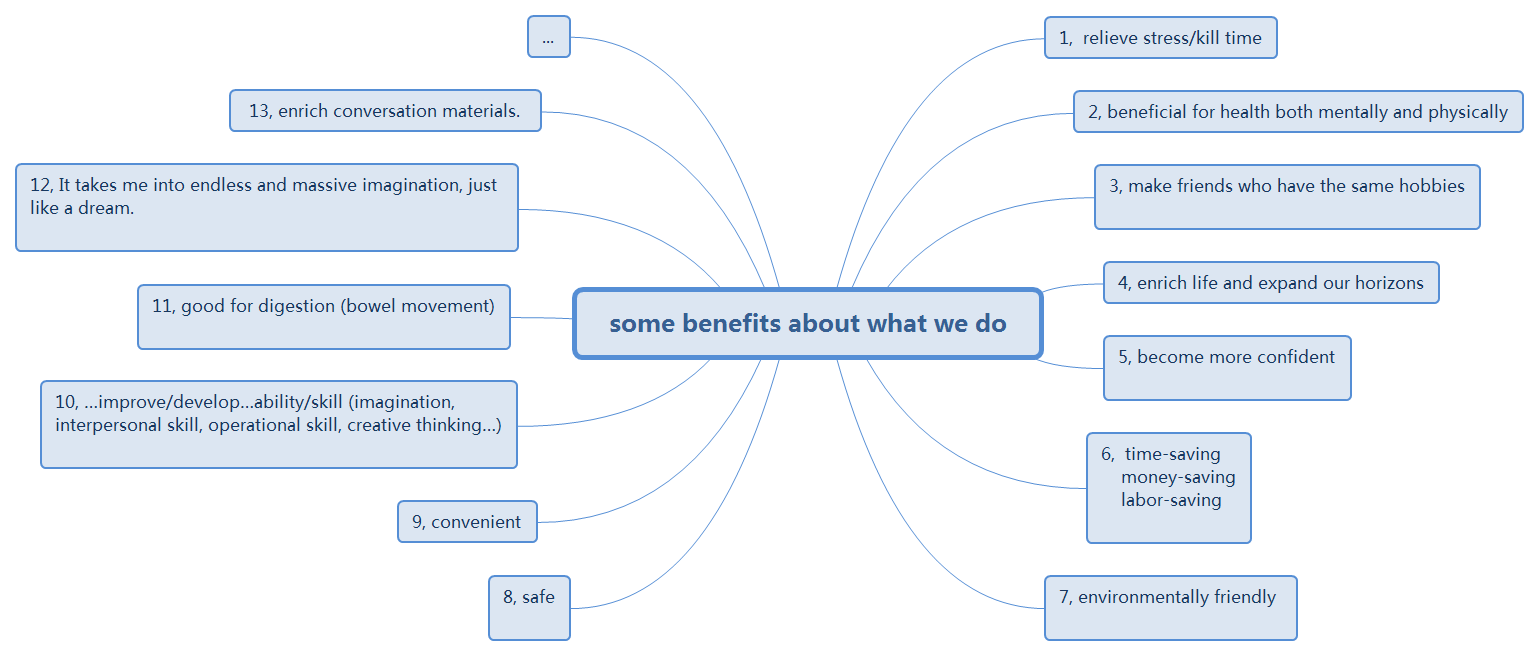 some benefits about what we do
1,  relieve stress/kill time
2, beneficial for health both mentally and physically
3, make friends who have the same hobbies
4, enrich life and expand our horizons
5, become more confident
6,  time-saving
money-saving
labor-saving
7, environmentally friendly
8, safe
9, convenient
10, ...improve/develop...ability/skill (imagination,
interpersonal skill, operational skill, creative thinking...)
11, good for digestion (bowel movement)
12, It takes me into endless and massive imagination, just
like a dream.
13, enrich conversation materials.
...